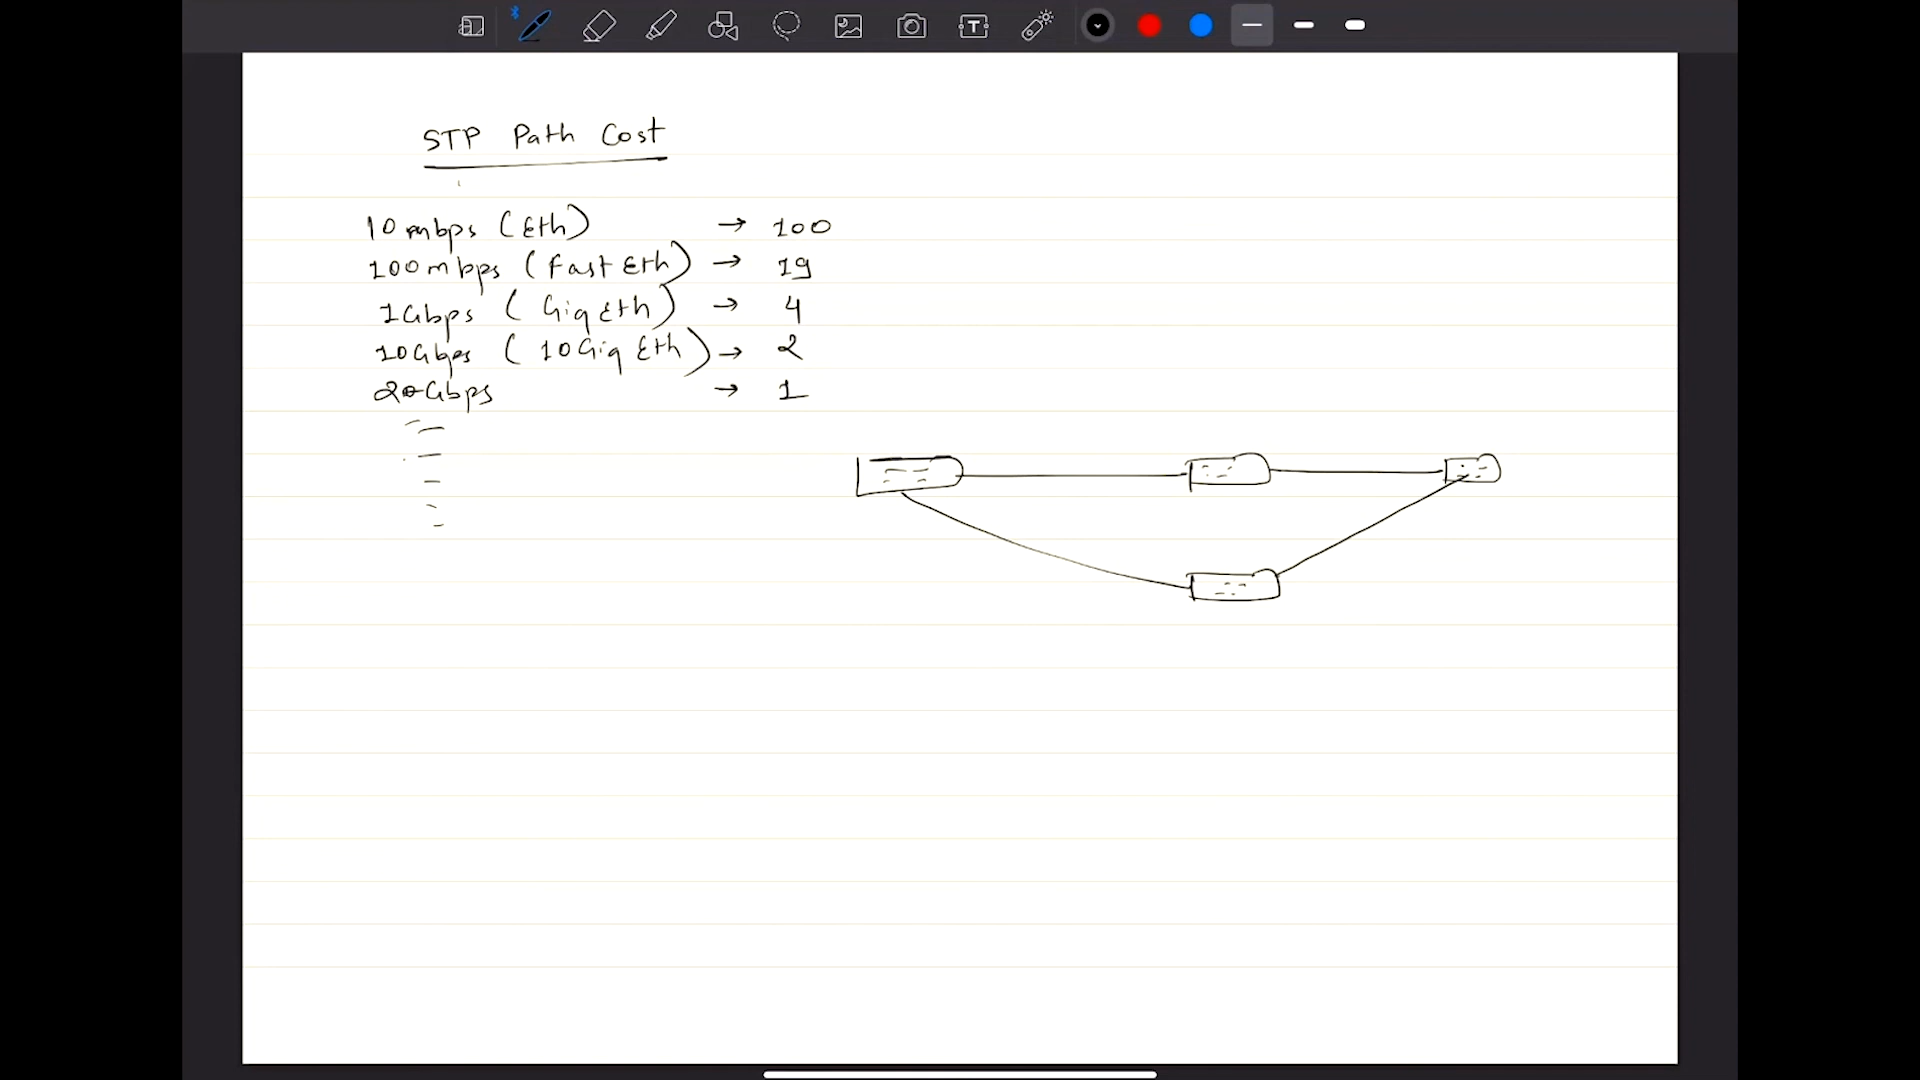 STP Path Cost
10 mbps (Eth) → 100
100 mbps (Fast Eth) → 19
1Gbps (Gig Eth) → 4
10Gbps (10Gig Eth) → 2
20Gbps → 1